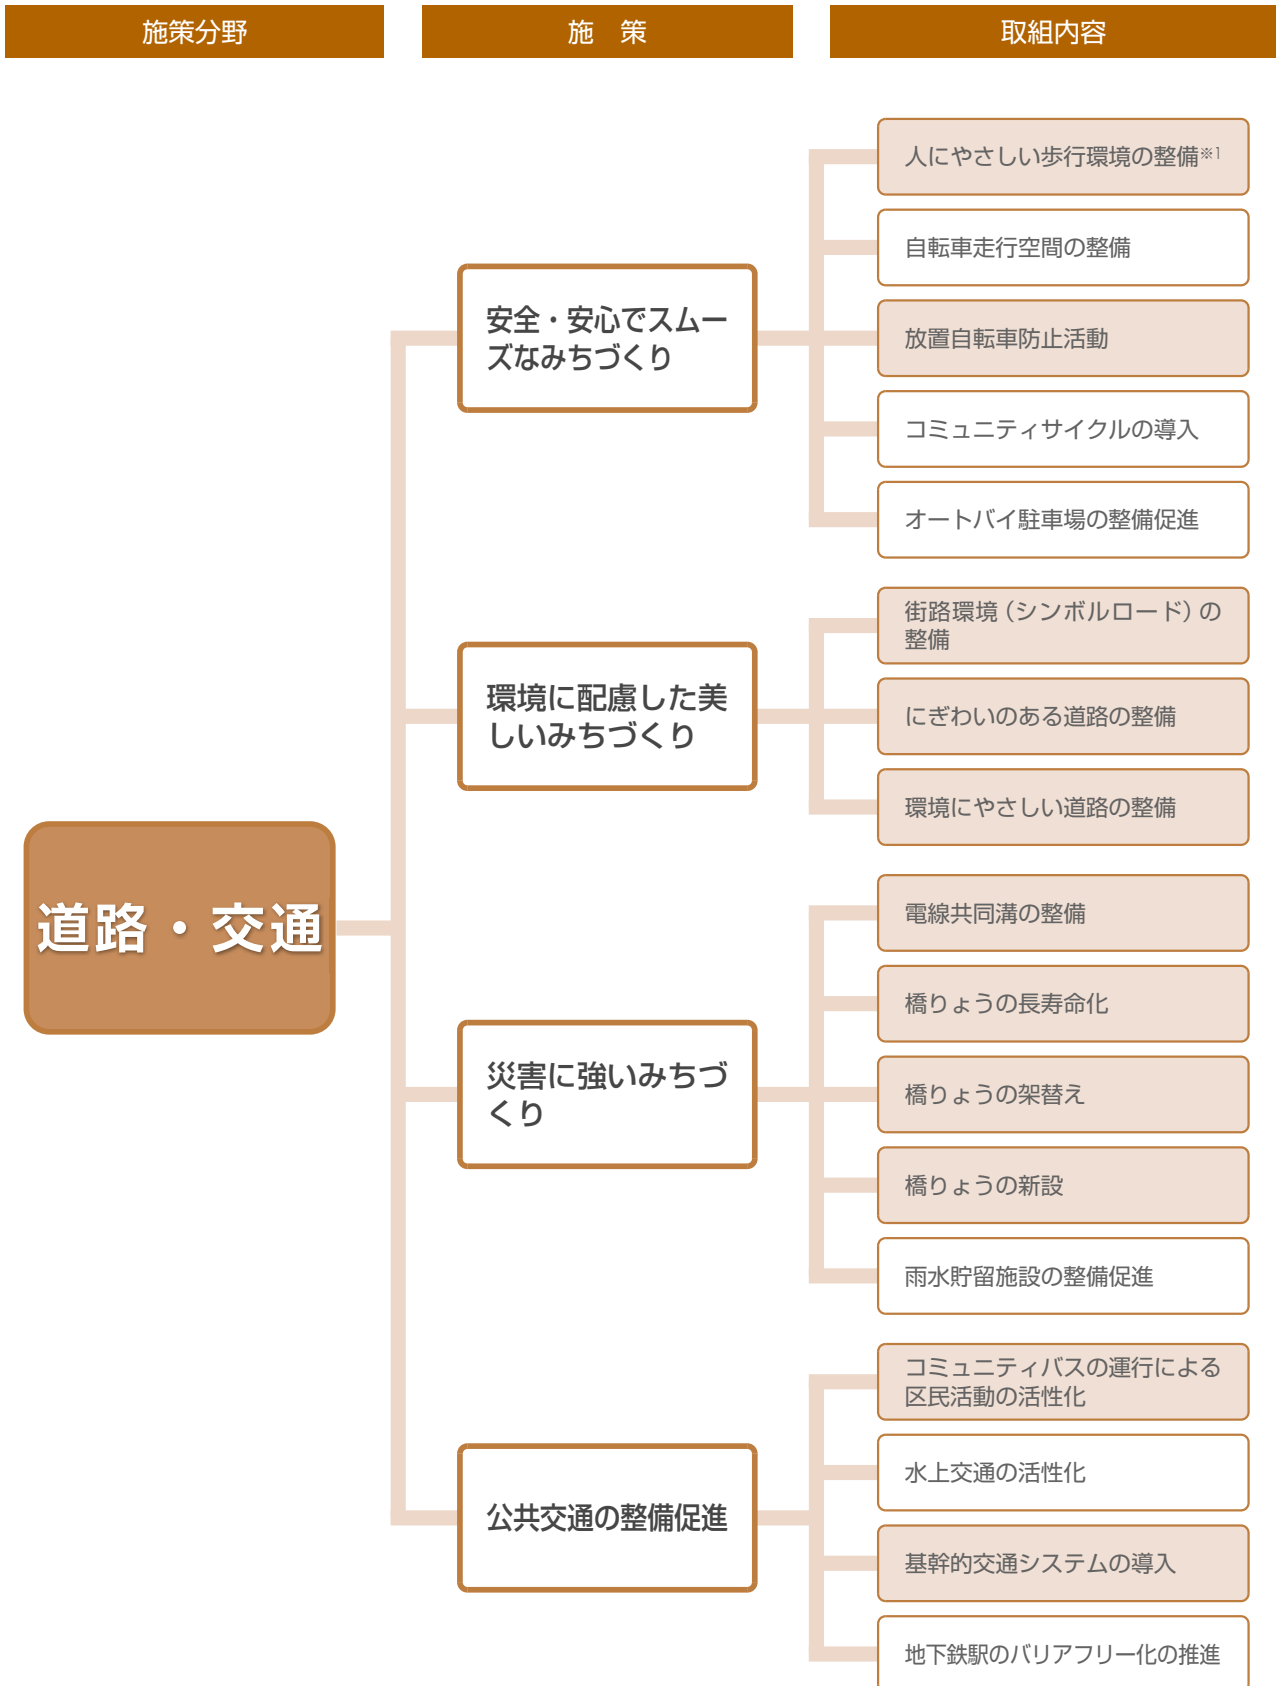 施策分野
施　策
取組内容
道路・交通
安全・安心でスムー
ズなみちづくり
人にやさしい歩行環境の整備※1
自転車走行空間の整備
放置自転車防止活動
コミュニティサイクルの導入
オートバイ駐車場の整備促進
環境に配慮した美
しいみちづくり
街路環境（シンボルロード）の
整備
にぎわいのある道路の整備
環境にやさしい道路の整備
災害に強いみちづ
くり
電線共同溝の整備
橋りょうの長寿命化
橋りょうの架替え
橋りょうの新設
雨水貯留施設の整備促進
公共交通の整備促進
コミュニティバスの運行による
区民活動の活性化
水上交通の活性化
基幹的交通システムの導入
地下鉄駅のバリアフリー化の推進